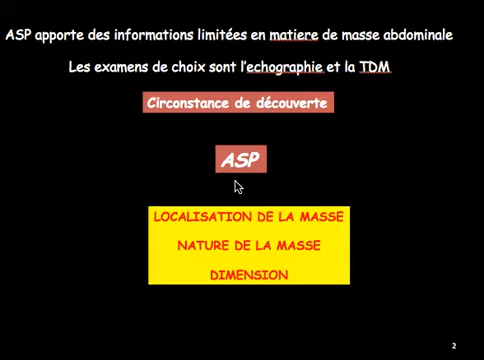 ASP apporte des informations limitées en matiere de masse abdominale
Les examens de choix sont l'echographie et la TDM
Circonstance de découverte
ASP
LOCALISATION DE LA MASSE
NATURE DE LA MASSE
DIMENSION
2